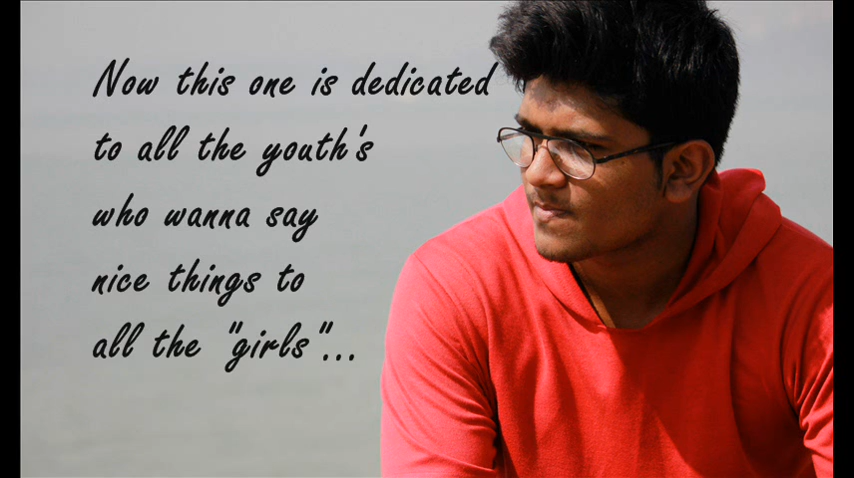 Now this one is dedicated
to all the youth's
who wanna say
nice things to
all the "girls"...